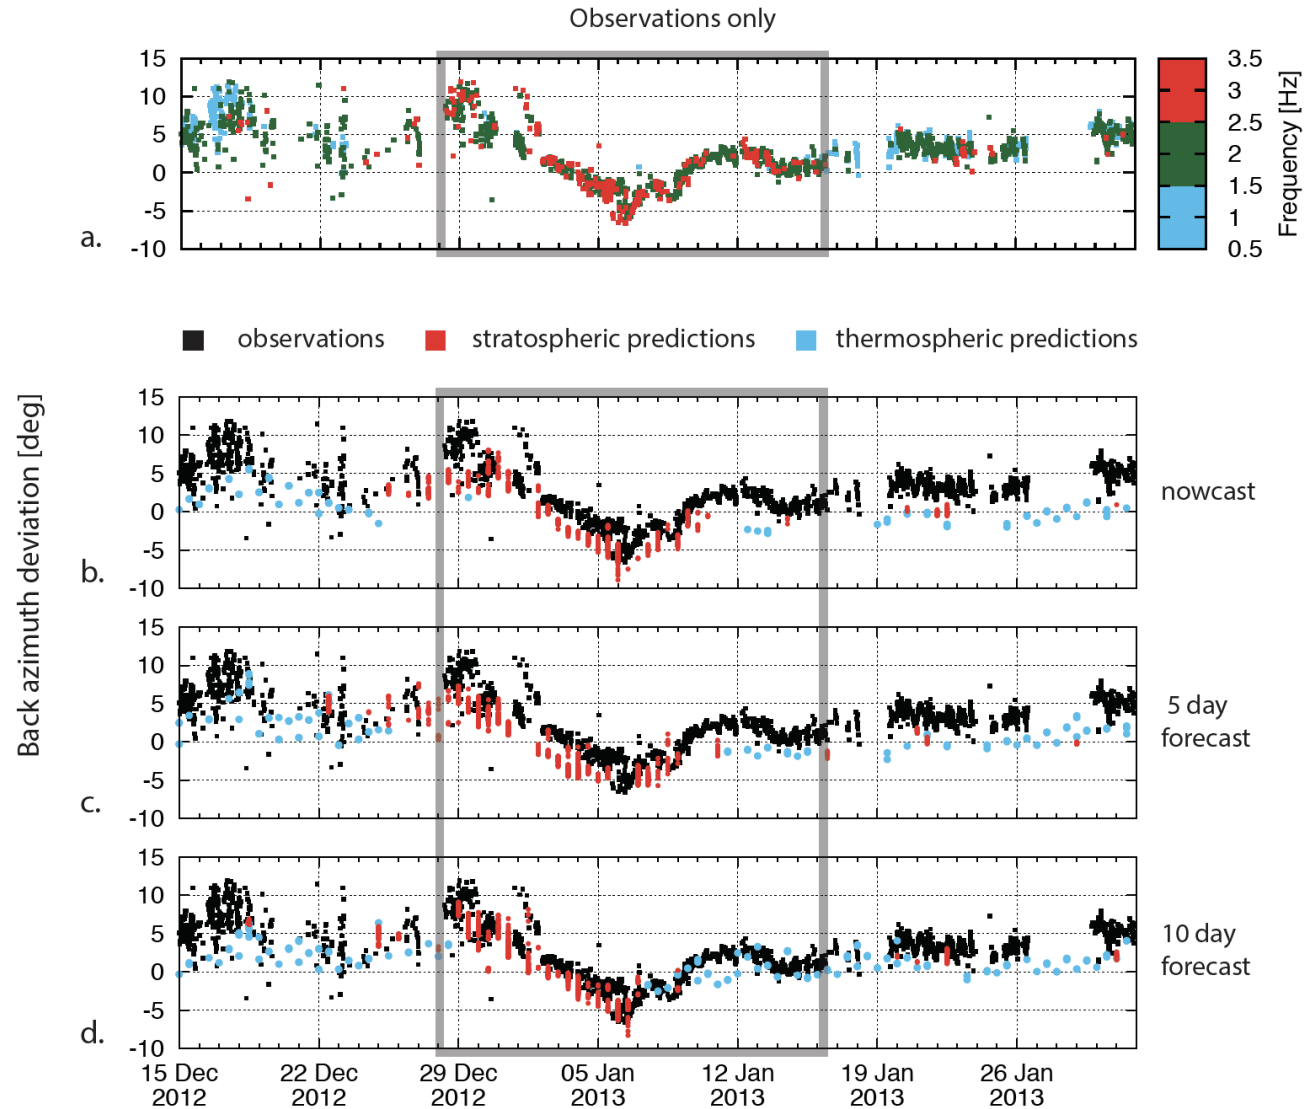 Observations only
15
10
5
0
-5
-10
a.
3.5
3
2.5
2
1.5
1
0.5
Frequency [Hz]
observations stratospheric predictions thermospheric predictions
Back azimuth deviation [deg]
15
10
5
0
-5
-10
b.
nowcast
15
10
5
0
-5
-10
c.
5 day
forecast
15
10
5
0
-5
-10
d.
10 day
forecast
15 Dec 22 Dec 29 Dec 05 Jan 12 Jan 19 Jan 26 Jan
2012 2012 2012 2013 2013 2013 2013